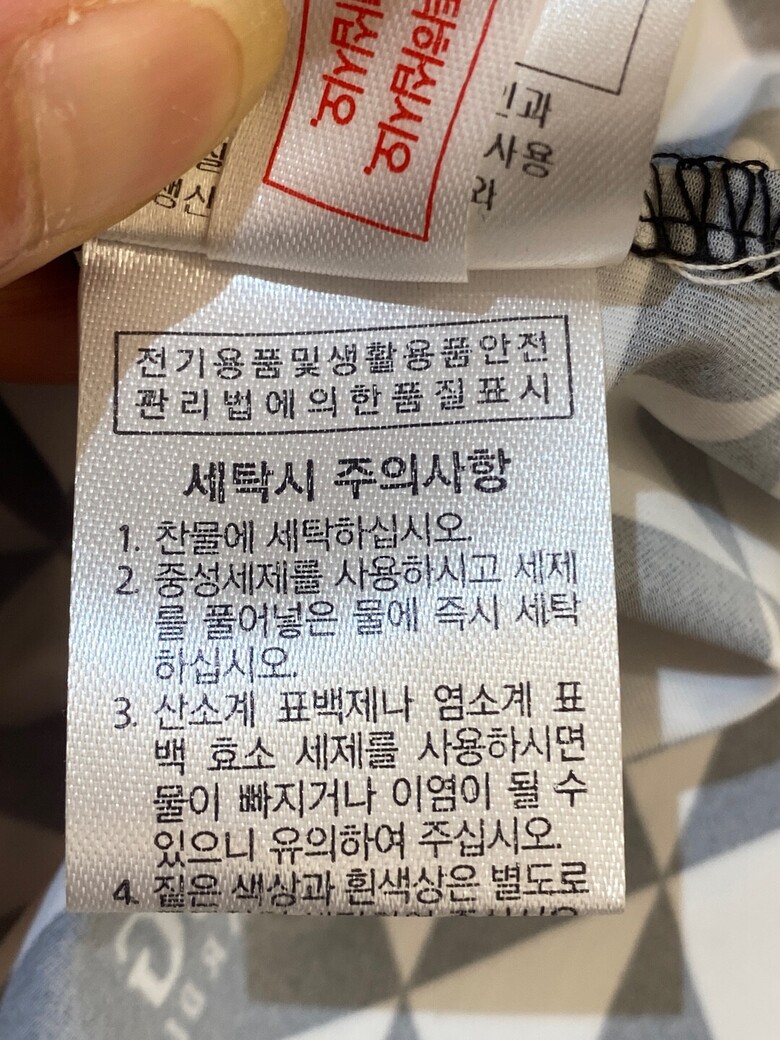 인과
사용
라
전기용품및생활용품안전
관리법에의한품질표시
세탁시 주의사항
1. 찬물에 세탁하십시오.
2. 중성세제를 사용하시고 세제
를 풀어넣은 물에 즉시 세탁
하십시오.
3. 산소계 표백제나 염소계 표
백 효소 세제를 사용하시면
물이 빠지거나 이염이 될 수
있으니 유의하여 주십시오.
4. 짙은 색상과 흰색상은 별도로